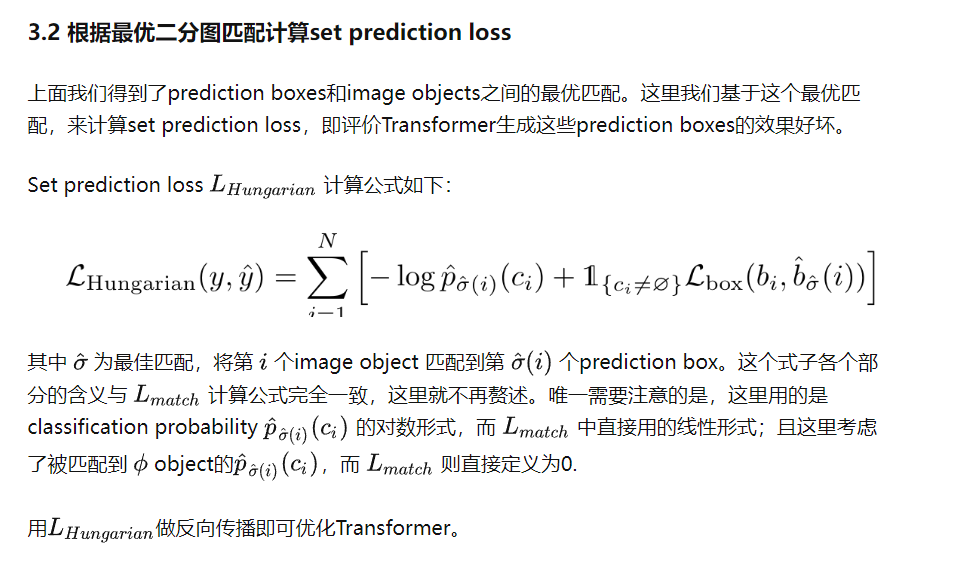 3.2 根据最优二分图匹配计算set prediction loss
上面我们得到了prediction boxes和image objects之间的最优匹配。这里我们基于这个最优匹
配，来计算set prediction loss，即评价Transformer生成这些prediction boxes的效果好坏。
Set prediction loss $L_{Hungarian}$ 计算公式如下：
$\mathcal{L}_{\text{Hungarian}}(y, \hat{y}) = \sum_{i=1}^{N} \left[ -\log \hat{p}_{\hat{\sigma}(i)}(c_i) + \mathbb{1}_{\{c_i \neq \varnothing\}} \mathcal{L}_{\text{box}}(b_i, \hat{b}_{\hat{\sigma}}(i)) \right]$
其中 $\hat{\sigma}$ 为最佳匹配，将第 $i$ 个image object 匹配到第 $\hat{\sigma}(i)$ 个prediction box。这个式子各个部
分的含义与 $L_{match}$ 计算公式完全一致，这里就不再赘述。唯一需要注意的是，这里用的是
classification probability $\hat{p}_{\hat{\sigma}(i)}(c_i)$ 的对数形式，而 $L_{match}$ 中直接用的线性形式；且这里考虑
了被匹配到 $\phi$ object的$\hat{p}_{\hat{\sigma}(i)}(c_i)$，而 $L_{match}$ 则直接定义为0.
用$L_{Hungarian}$做反向传播即可优化Transformer。